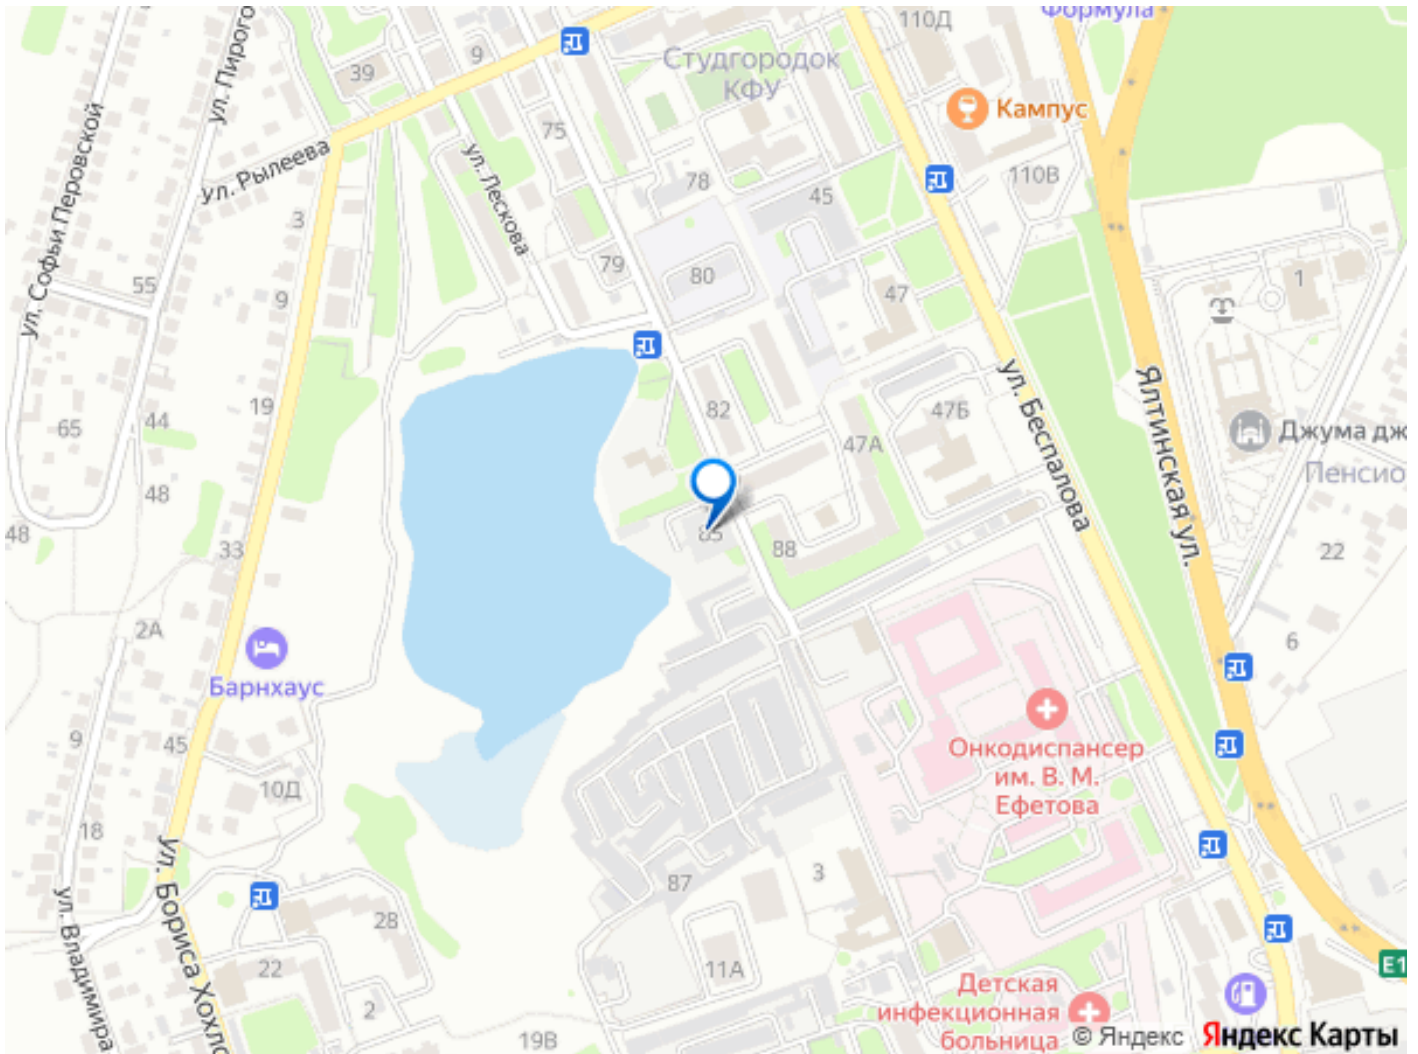 Формула
110Д
ул. Пирого
Студгородок
КФУ
9
39
Кампус
75
ул. Рылеева
ул. Софьи Перовской
ул. Лескова
78
45
110В
3
79
80
47
1
55
9
ул. Беспалова
Ялтинская ул.
19
82
47Б
44
65
47А
Джума дж
Пенсио
48
48
33
85
88
22
2А
6
Барнхаус
9
45
Онкодиспансер
им. В. М.
Ефетова
10Д
18
ул. Бориса Хохло
3
87
28
ул. Владимира
22
11А
E1
2
19В
Детская
инфекционная
больница
© Яндекс
Яндекс Карты